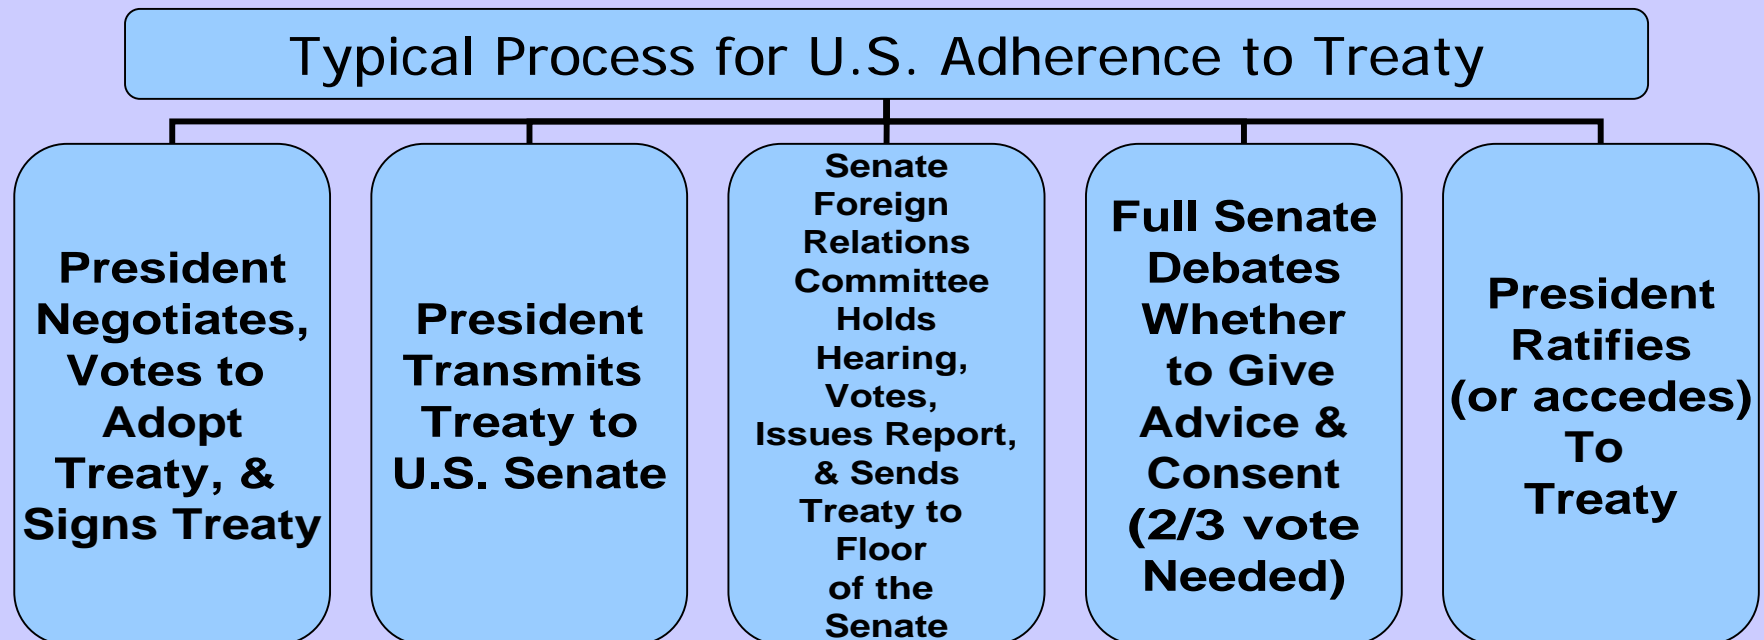 Typical Process for U.S. Adherence to Treaty
President
Negotiates,
Votes to
Adopt
Treaty, &
Signs Treaty
President
Transmits
Treaty to
U.S. Senate
Senate
Foreign
Relations
Committee
Holds
Hearing,
Votes,
Issues Report,
& Sends
Treaty to
Floor
of the
Senate
Full Senate
Debates
Whether
to Give
Advice &
Consent
(2/3 vote
Needed)
President
Ratifies
(or accedes)
To
Treaty